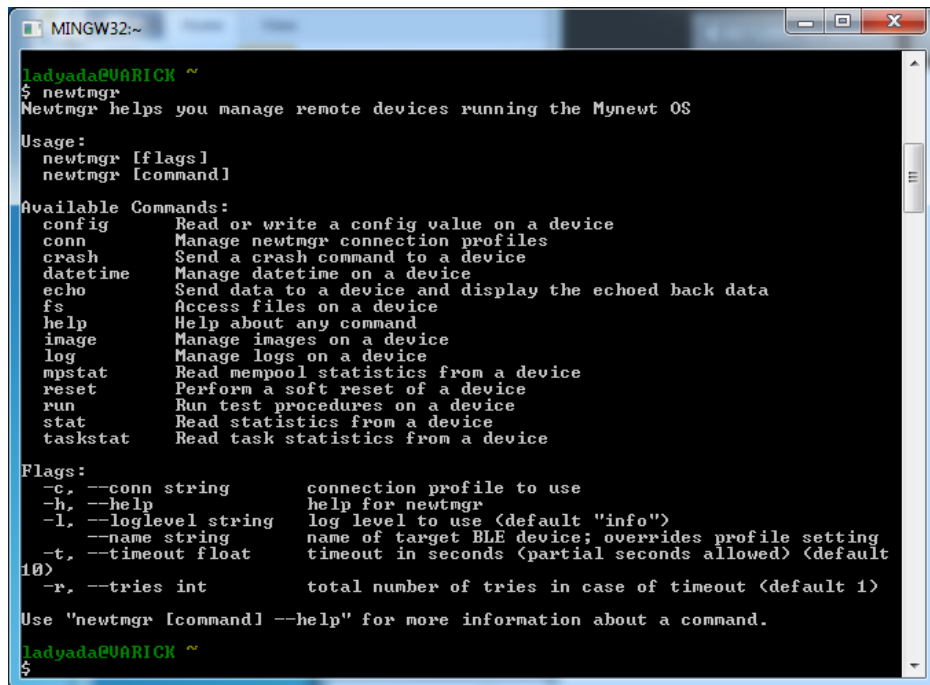 MINGW32:~
ladyada@VARICK ~
$ newtmgr
Newtmgr helps you manage remote devices running the Mynewt OS
Usage:
newtmgr [flags]
newtmgr [command]
Available Commands:
config Read or write a config value on a device
conn Manage newtmgr connection profiles
crash Send a crash command to a device
datetime Manage datetime on a device
echo Send data to a device and display the echoed back data
fs Access files on a device
help Help about any command
image Manage images on a device
log Manage logs on a device
mpstat Read mempool statistics from a device
reset Perform a soft reset of a device
run Run test procedures on a device
stat Read statistics from a device
taskstat Read task statistics from a device
Flags:
-c, --conn string connection profile to use
-h, --help help for newtmgr
-l, --loglevel string log level to use (default "info")
--name string name of target BLE device; overrides profile setting
-t, --timeout float timeout in seconds (partial seconds allowed) (default
10)
-r, --tries int total number of tries in case of timeout (default 1)
Use "newtmgr [command] --help" for more information about a command.
ladyada@VARICK ~
$